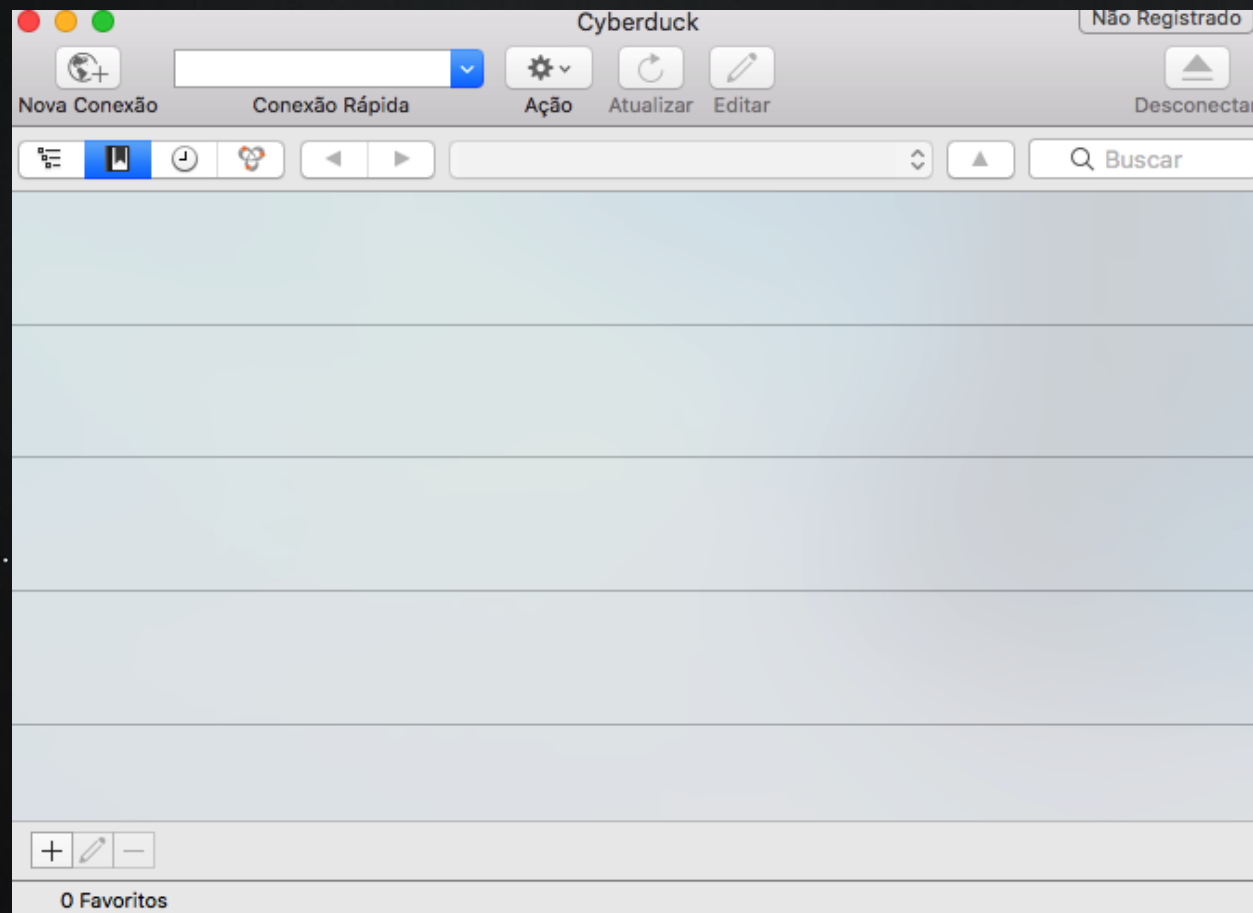 Cyberduck
Não Registrado
Nova Conexão
Conexão Rápida
Ação
Atualizar
Editar
Desconectar
Buscar
0 Favoritos